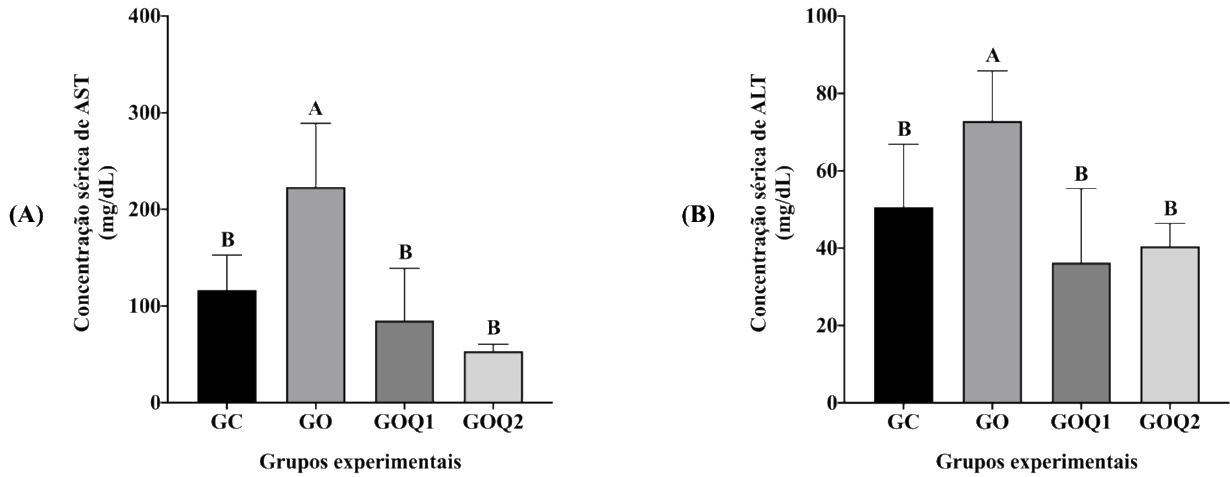 (A)
Concentração sérica de AST
(mg/dL)
400
300
200
100
0
B
A
B
B
GC
GO
GOQ1
GOQ2
Grupos experimentais
(B)
Concentração sérica de ALT
(mg/dL)
100
80
60
40
20
0
B
A
B
B
GC
GO
GOQ1
GOQ2
Grupos experimentais